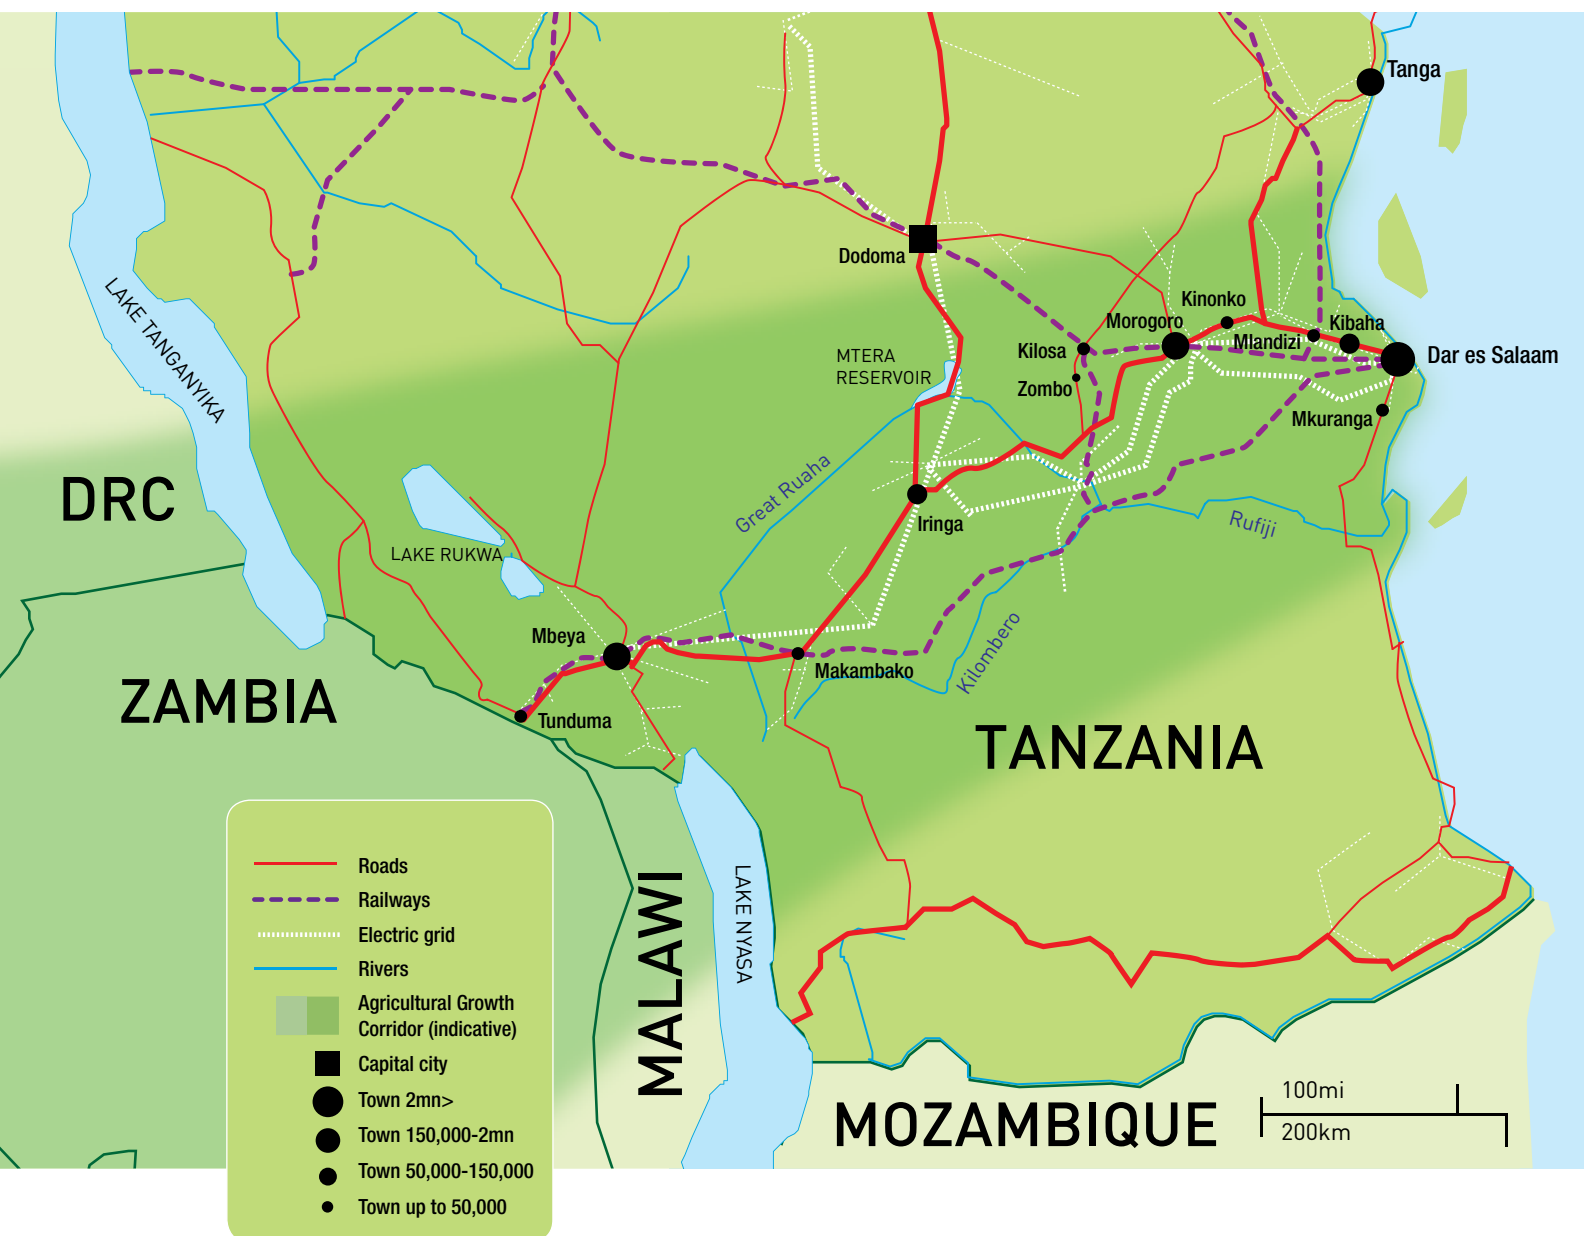 Tanga
Dodoma
Kinonko
Morogoro
Kibaha
Mlandizi
Kilosa
Dar es Salaam
MTERA
RESERVOIR
Zombo
Mkuranga
LAKE TANGANYIKA
Great Ruaha
DRC
Iringa
Rufiji
LAKE RUKWA
Mbeya
Kilombero
Makambako
ZAMBIA
Tunduma
TANZANIA
Roads
Railways
Electric grid
Rivers
Agricultural Growth
Corridor (indicative)
Capital city
Town 2mn>
Town 150,000-2mn
Town 50,000-150,000
Town up to 50,000
MALAWI
LAKE NYASA
MOZAMBIQUE
100mi
200km